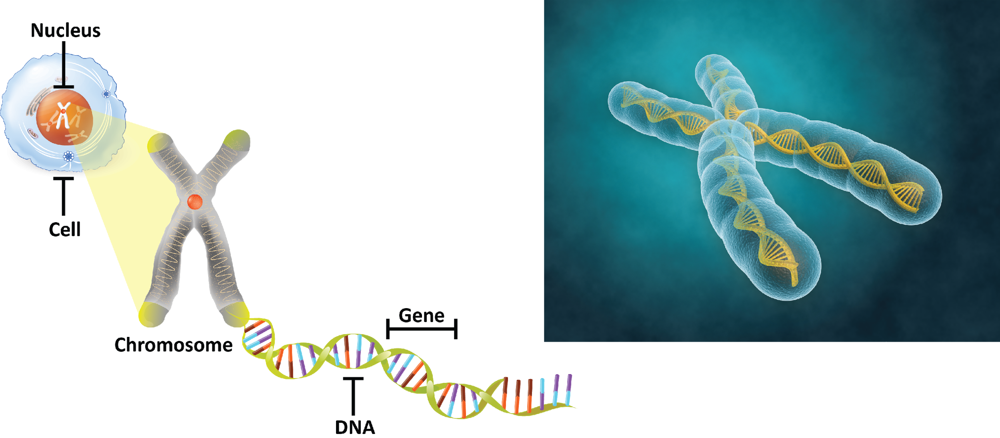 Nucleus
Cell
Chromosome
Gene
DNA